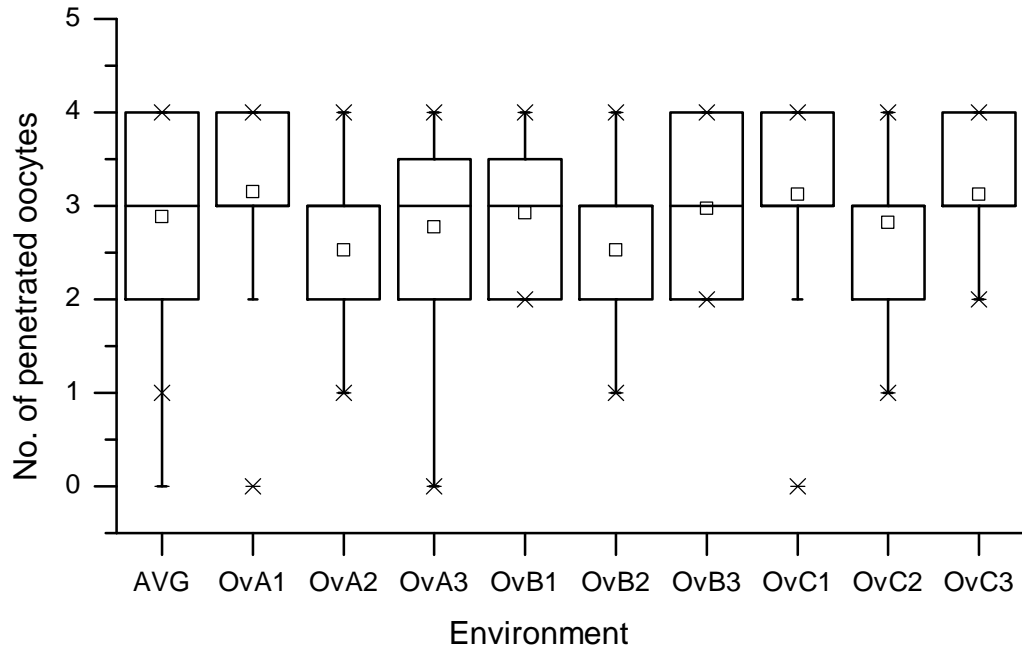 No. of penetrated oocytes
5
4
3
2
1
0
AVG OvA1 OvA2 OvA3 OvB1 OvB2 OvB3 OvC1 OvC2 OvC3
Environment